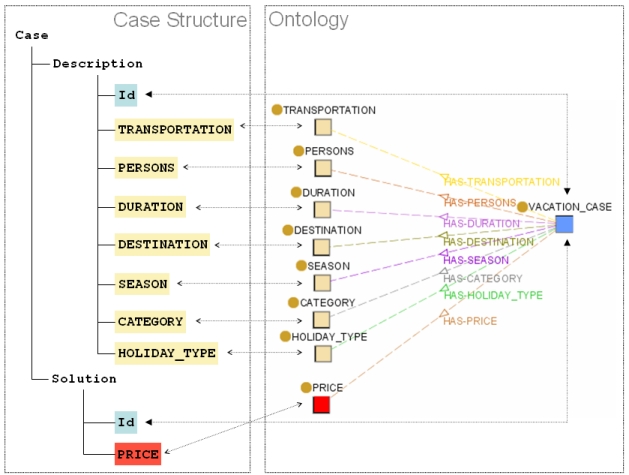 Case Structure
Case
Description
Id
TRANSPORTATION
PERSONS
DURATION
DESTINATION
SEASON
CATEGORY
HOLIDAY_TYPE
Solution
Id
PRICE
Ontology
TRANSPORTATION
PERSONS
DURATION
DESTINATION
SEASON
CATEGORY
HOLIDAY_TYPE
PRICE
HAS-TRANSPORTATION
HAS-PERSONS
HAS-DURATION
HAS-DESTINATION
HAS-SEASON
HAS-CATEGORY
HAS-HOLIDAY_TYPE
HAS-PRICE
VACATION_CASE